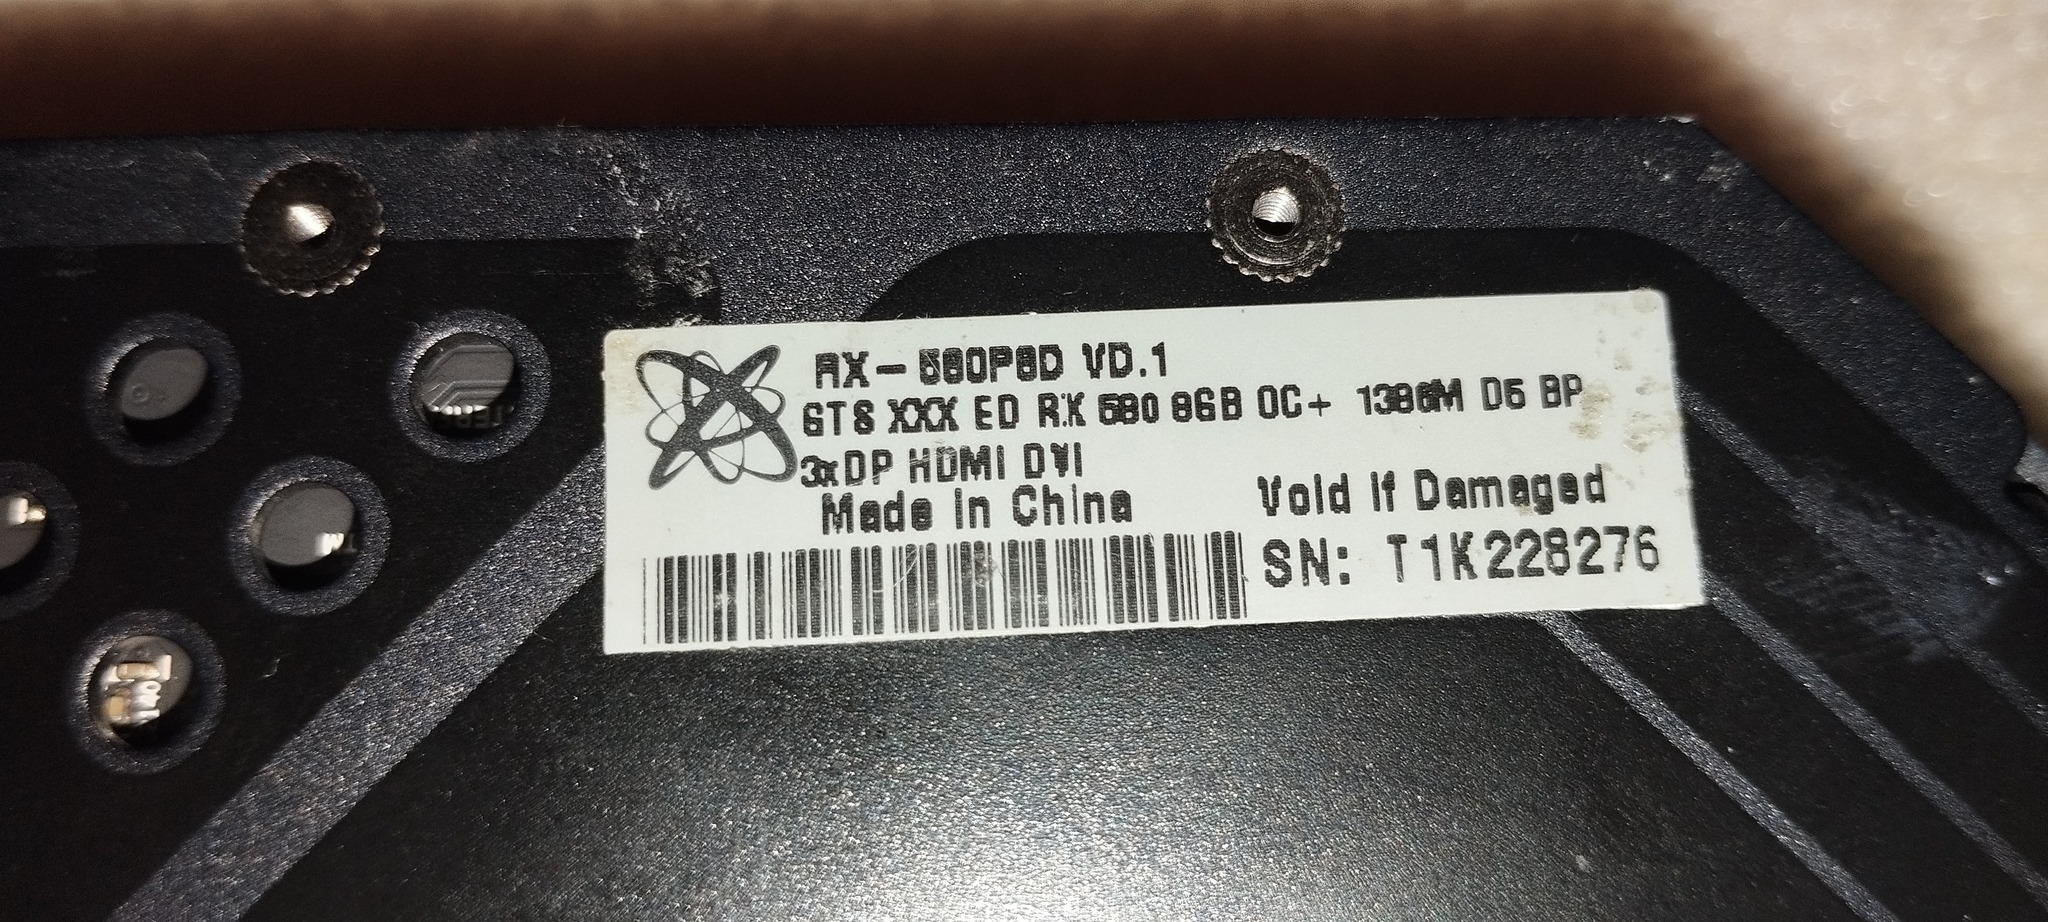 RX-580P8D VD.1
GTS XXX ED RX 580 8GB OC+ 1386M D5 BP
3xDP HDMI DVI
Made in China
Void If Damaged
SN: T1K228276